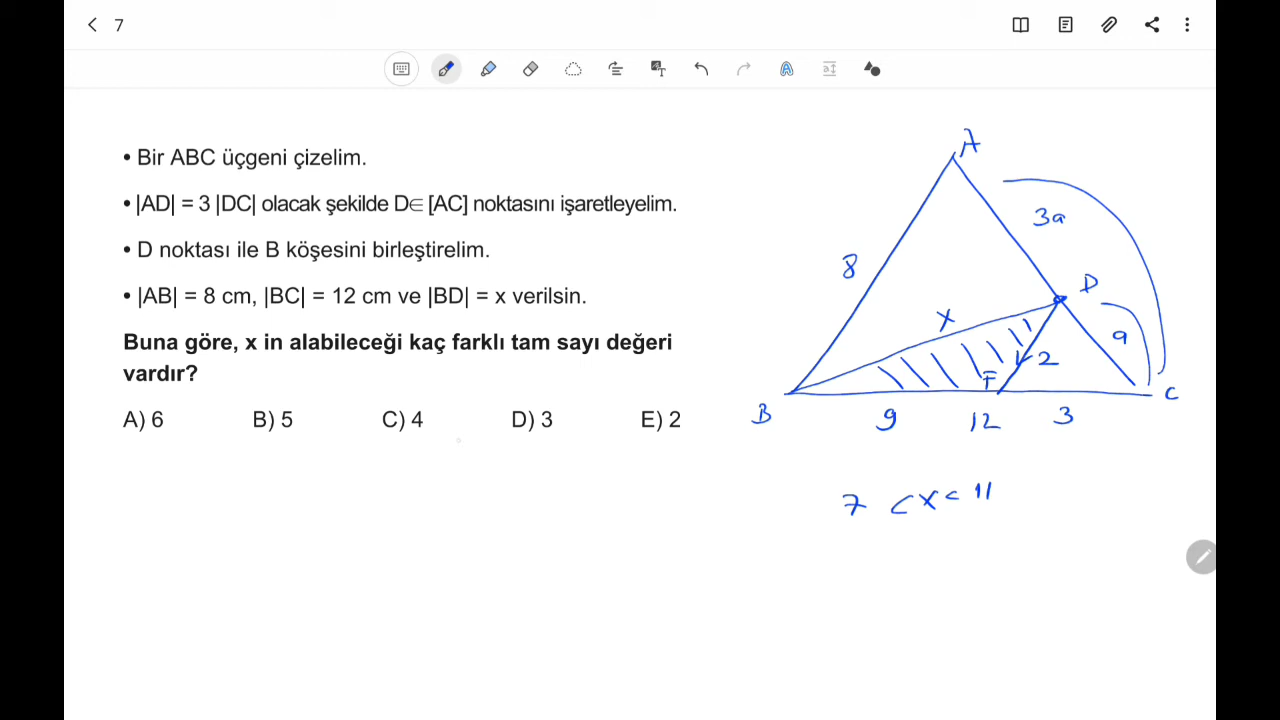 7
• Bir ABC üçgeni çizelim.
• |AD| = 3 |DC| olacak şekilde D∈ [AC] noktasını işaretleyelim.
• D noktası ile B köşesini birleştirelim.
• |AB| = 8 cm, |BC| = 12 cm ve |BD| = x verilsin.
Buna göre, x in alabileceği kaç farklı tam sayı değeri
vardır?
A) 6 B) 5 C) 4 D) 3 E) 2
A
3a
8
D
x
a
2
F
B
C
9 12 3
7 < x < 11